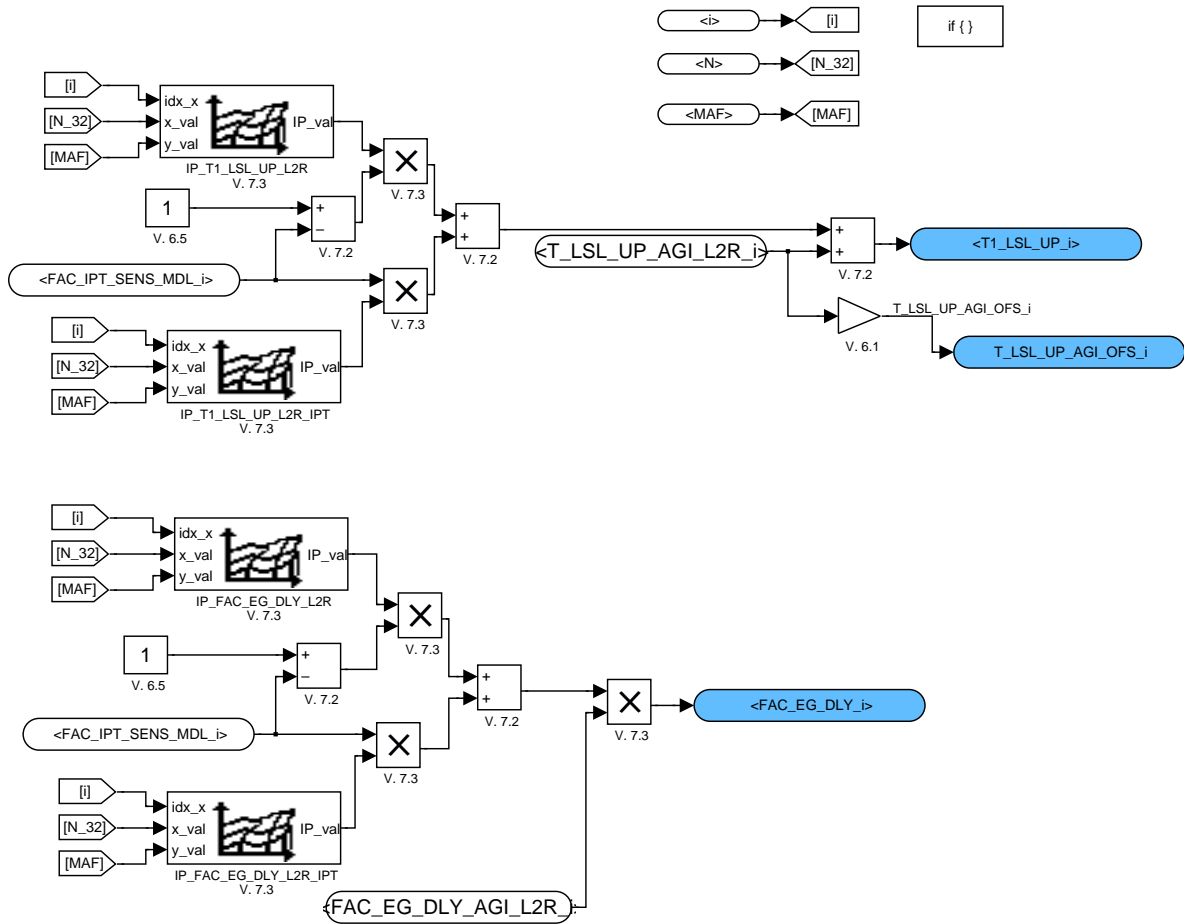 <i>
[i]
if { }
<N>
[N_32]
<MAF>
[MAF]
[i]
[N_32]
[MAF]
idx_x
x_val
y_val
IP_val
IP_T1_LSL_UP_L2R
V. 7.3
V. 7.3
1
V. 6.5
+
−
V. 7.2
+
+
V. 7.2
<T_LSL_UP_AGI_L2R_i>
+
+
V. 7.2
<T1_LSL_UP_i>
<FAC_IPT_SENS_MDL_i>
V. 7.3
V. 6.1
T_LSL_UP_AGI_OFS_i
T_LSL_UP_AGI_OFS_i
[i]
[N_32]
[MAF]
idx_x
x_val
y_val
IP_val
IP_T1_LSL_UP_L2R_IPT
V. 7.3
[i]
[N_32]
[MAF]
idx_x
x_val
y_val
IP_val
IP_FAC_EG_DLY_L2R
V. 7.3
V. 7.3
1
V. 6.5
+
−
V. 7.2
+
+
V. 7.2
V. 7.3
<FAC_EG_DLY_i>
<FAC_IPT_SENS_MDL_i>
V. 7.3
[i]
[N_32]
[MAF]
idx_x
x_val
y_val
IP_val
IP_FAC_EG_DLY_L2R_IPT
V. 7.3
<FAC_EG_DLY_AGI_L2R_i>